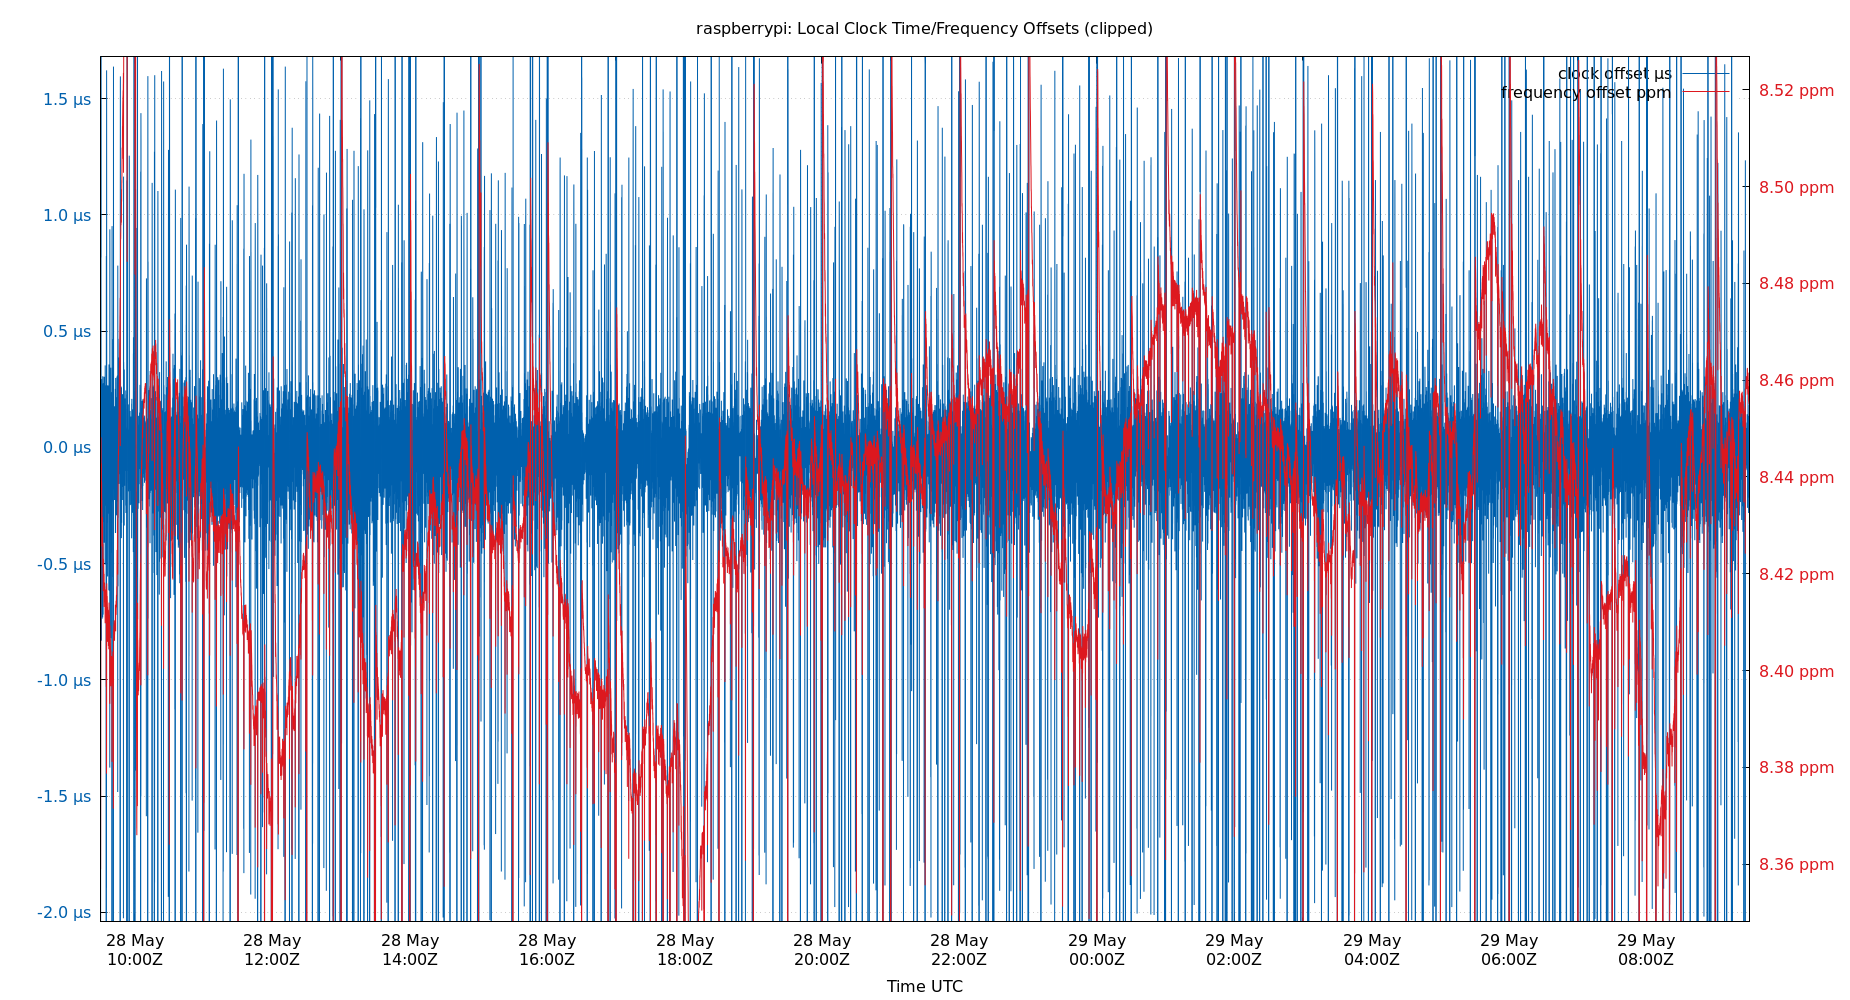 raspberrypi: Local Clock Time/Frequency Offsets (clipped)
clock offset µs
frequency offset ppm
1.5 µs
1.0 µs
0.5 µs
0.0 µs
-0.5 µs
-1.0 µs
-1.5 µs
-2.0 µs
8.52 ppm
8.50 ppm
8.48 ppm
8.46 ppm
8.44 ppm
8.42 ppm
8.40 ppm
8.38 ppm
8.36 ppm
28 May
10:00Z
28 May
12:00Z
28 May
14:00Z
28 May
16:00Z
28 May
18:00Z
28 May
20:00Z
28 May
22:00Z
29 May
00:00Z
29 May
02:00Z
29 May
04:00Z
29 May
06:00Z
29 May
08:00Z
Time UTC